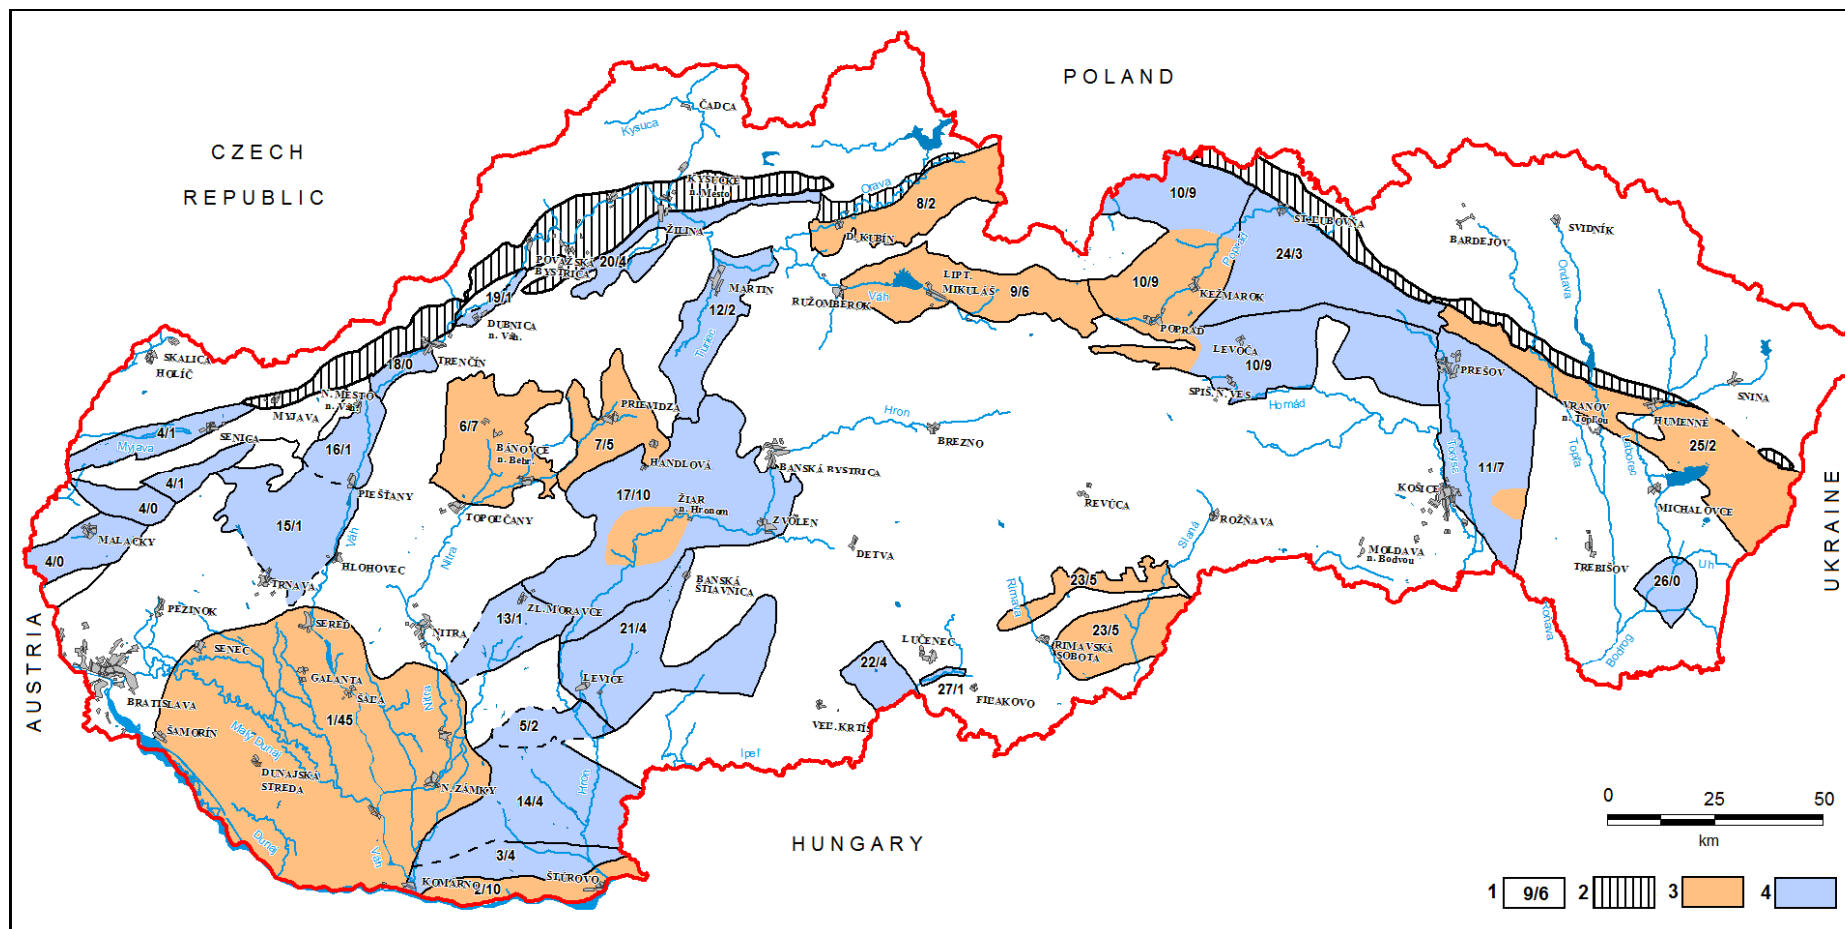 POLAND
CZECH
REPUBLIC
ČADCA
Kysuca
KYSUCKÉ
n. Mesto
Orava
10/9
8/2
ST. ĽUBOVŇA
SVIDNÍK
BARDEJOV
ŽILINA
D. KUBÍN
Poprad
24/3
Ondava
POVAŽSKÁ
BYSTRICA
20/4
LIPT.
MIKULÁŠ
9/6
10/9
KEŽMAROK
MARTIN
RUŽOMBEROK
Váh
19/1
12/2
DUBNICA
n. Váh.
POPRAD
Turiec
LEVOČA
10/9
PREŠOV
SKALICA
HOLÍČ
TRENČÍN
18/0
SPIŠ. N. VES
SNINA
N. MESTO
n. Váh.
MYJAVA
PRIEVIDZA
Hron
Hornád
VRANOV
n. Topľou
HUMENNÉ
4/1
SENICA
Myjava
6/7
BÁNOVCE
n. Bebr.
7/5
BREZNO
Torysa
Topľa
Laborec
25/2
16/1
HANDLOVÁ
BANSKÁ BYSTRICA
11/7
4/1
PIEŠŤANY
17/10
ŽIAR
n. Hronom
KOŠICE
UKRAINE
4/0
TOPOĽČANY
REVÚCA
ROŽŇAVA
MICHALOVCE
15/1
ZVOLEN
Slaná
MALACKY
Váh
Nitra
DETVA
MOLDAVA
n. Bodvou
4/0
HLOHOVEC
TREBIŠOV
Uh
TRNAVA
BANSKÁ
ŠTIAVNICA
23/5
26/0
Rimava
PEZINOK
ZL. MORAVCE
13/1
Roňava
SEREĎ
NITRA
21/4
LUČENEC
23/5
RIMAVSKÁ
SOBOTA
AUSTRIA
SENEC
Bodrog
22/4
GALANTA
LEVICE
27/1
FIĽAKOVO
ŠAĽA
Nitra
BRATISLAVA
1/45
VEĽ. KRTÍŠ
ŠAMORÍN
Malý Dunaj
5/2
Ipeľ
DUNAJSKÁ
STREDA
N. ZÁMKY
Hron
14/4
0 25 50
km
Dunaj
HUNGARY
Váh
3/4
KOMÁRNO
2/10
ŠTÚROVO
1 9/6 2 3 4